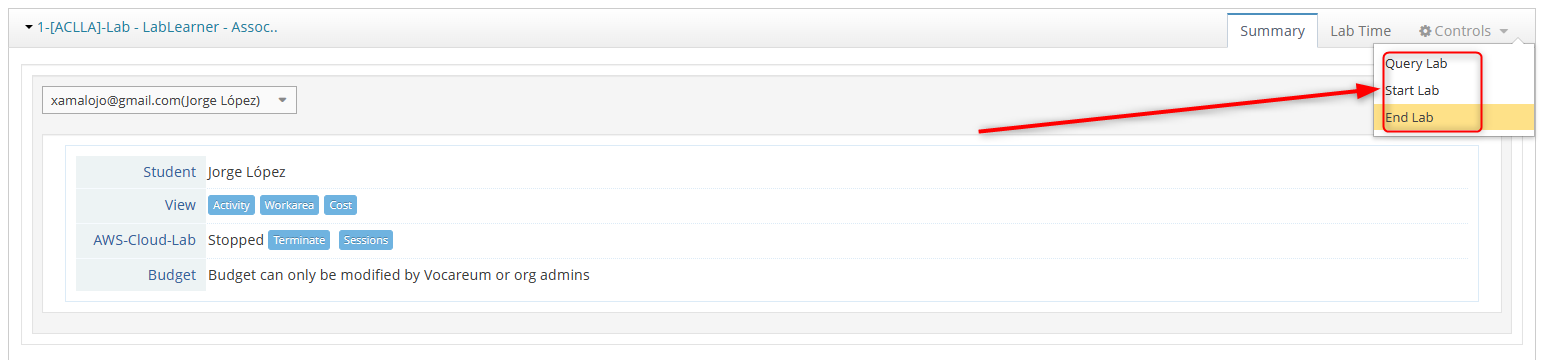 1-[ACLLA]-Lab - LabLearner - Assoc..
Summary
Lab Time
Controls
Query Lab
Start Lab
End Lab
xamalojo@gmail.com(Jorge López)
Student Jorge López
View Activity Workarea Cost
AWS-Cloud-Lab Stopped Terminate Sessions
Budget Budget can only be modified by Vocareum or org admins